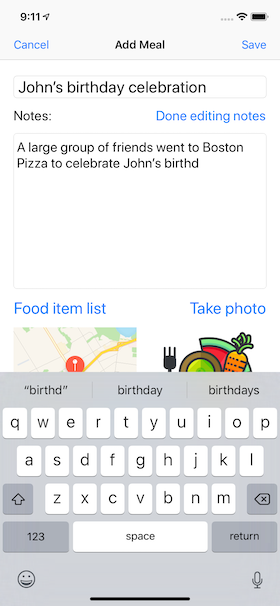 9:11
Cancel Add Meal Save
John's birthday celebration
Notes: Done editing notes
A large group of friends went to Boston
Pizza to celebrate John's birthd
Food item list Take photo
“birthd” birthday birthdays
q w e r t y u i o p
a s d f g h j k l
z x c v b n m
123 space return